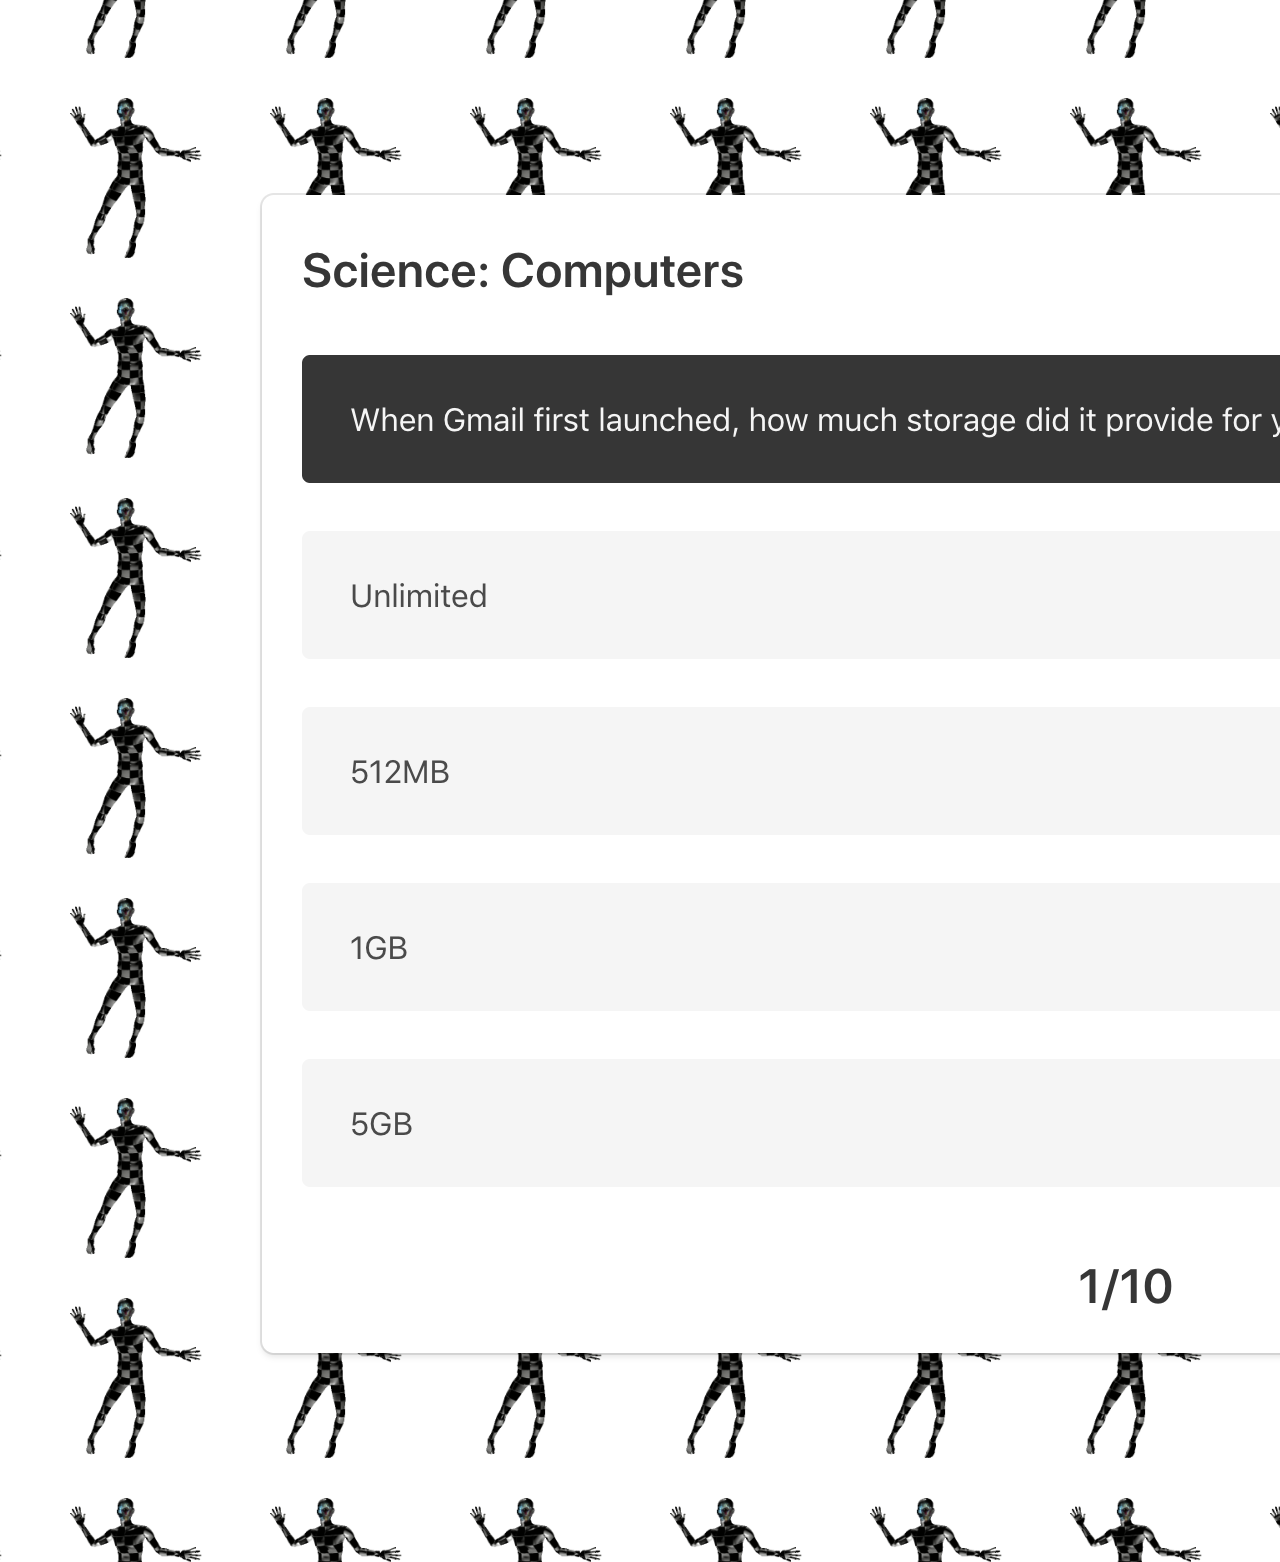 Science: Computers
When Gmail first launched, how much storage did it provide for
Unlimited
512MB
1GB
5GB
1/10